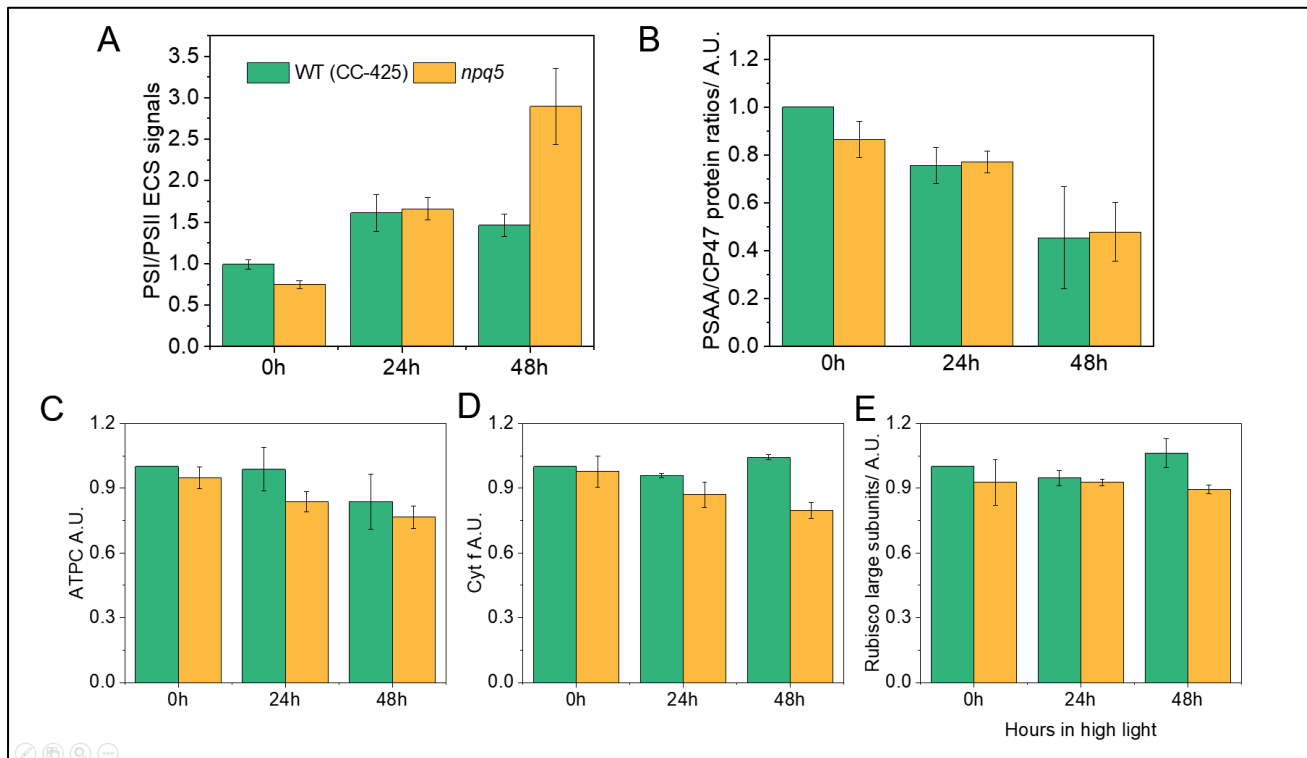 A
PSI/PSII ECS signals
3.5
3.0
2.5
2.0
1.5
1.0
0.5
0.0
WT (CC-425) npq5
0h 24h 48h
B
PSAA/CP47 protein ratios/ A.U.
1.2
1.0
0.8
0.6
0.4
0.2
0.0
0h 24h 48h
C
ATPC A.U.
1.2
0.9
0.6
0.3
0.0
0h 24h 48h
D
Cyt f A.U.
1.2
0.9
0.6
0.3
0.0
0h 24h 48h
E
Rubisco large subunits/ A.U.
1.2
0.9
0.6
0.3
0.0
0h 24h 48h
Hours in high light